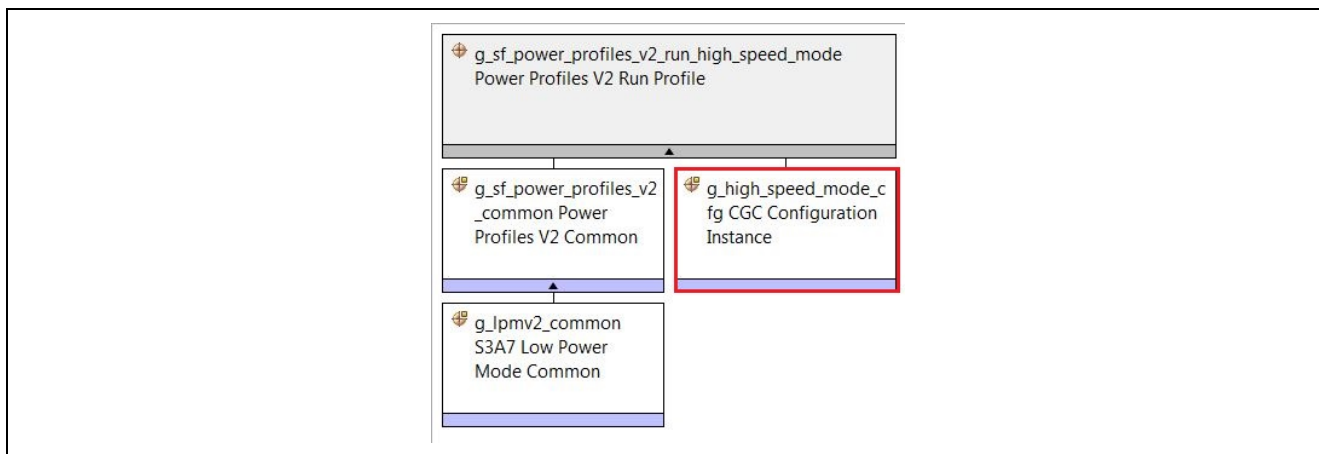 g_sf_power_profiles_v2_run_high_speed_mode
Power Profiles V2 Run Profile
g_sf_power_profiles_v2
_common Power
Profiles V2 Common
g_high_speed_mode_c
fg CGC Configuration
Instance
g_lpmv2_common
S3A7 Low Power
Mode Common